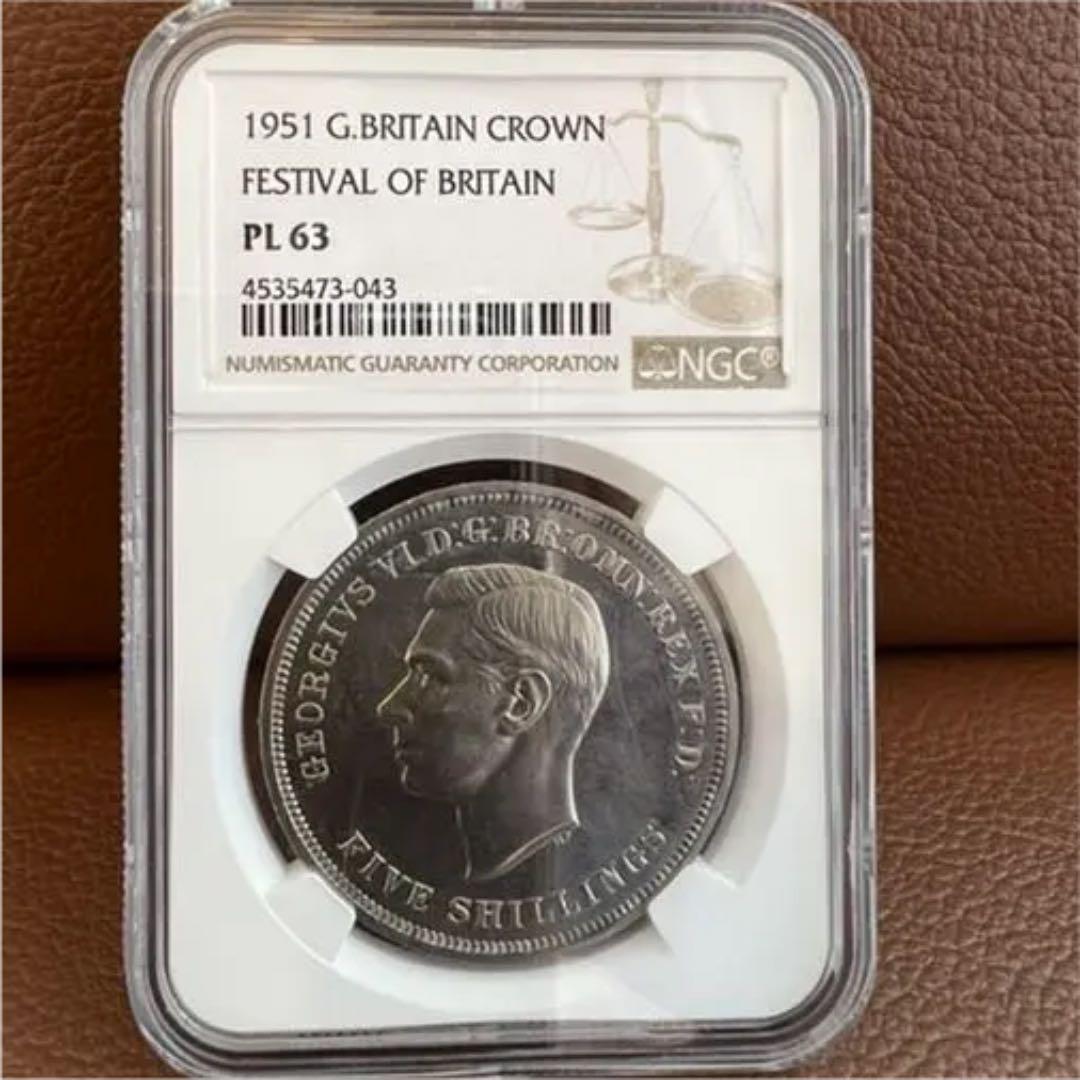 1951 G.BRITAIN CROWN
FESTIVAL OF BRITAIN
PL 63
4535473-043
NUMISMATIC GUARANTY CORPORATION
NGC®
GEORGIVS VI D:G:BR:OMN:REX F:D:
FIVE SHILLINGS